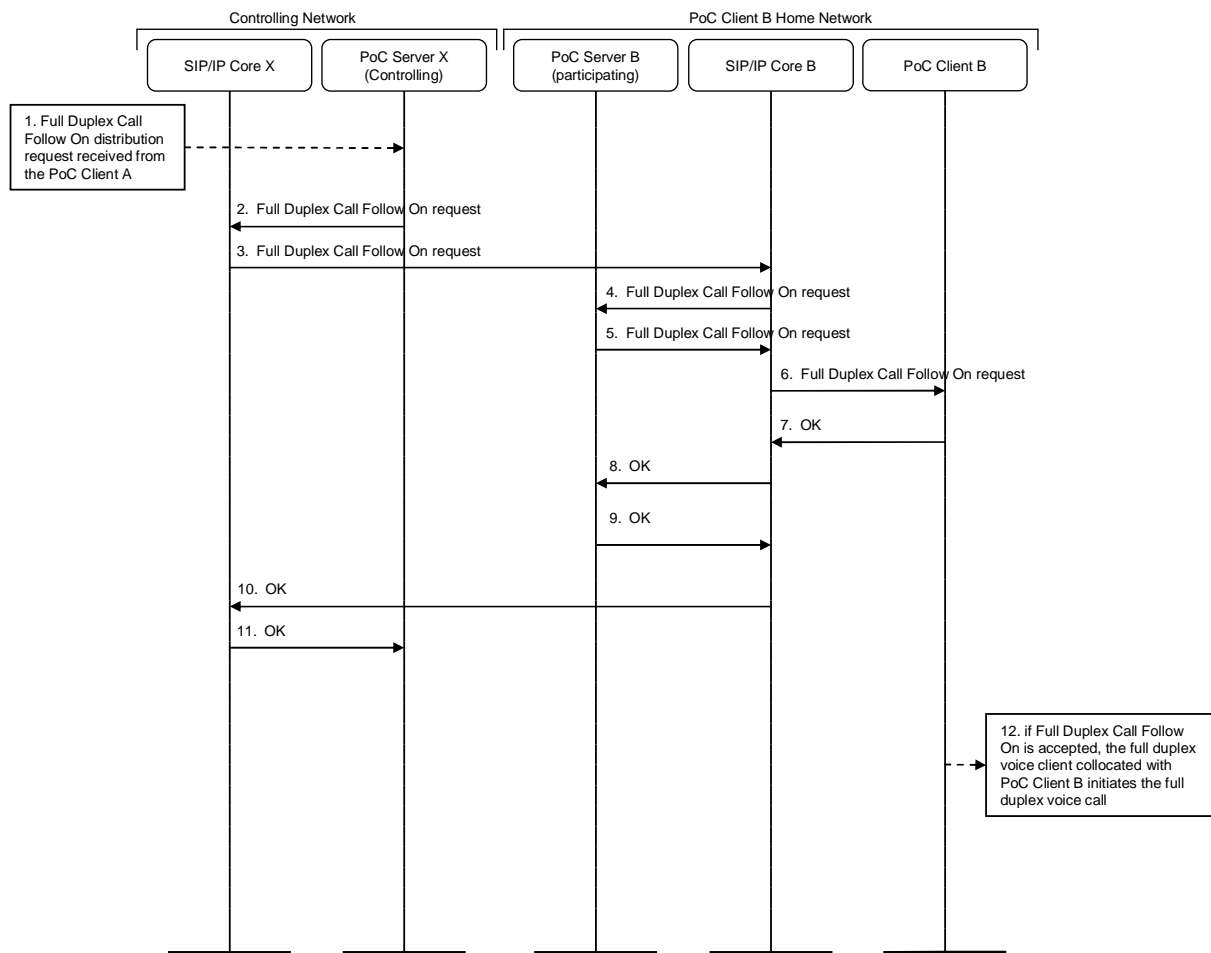 Controlling Network
PoC Client B Home Network
SIP/IP Core X
PoC Server X
(Controlling)
PoC Server B
(participating)
SIP/IP Core B
PoC Client B
1. Full Duplex Call
Follow On distribution
request received from
the PoC Client A
2. Full Duplex Call Follow On request
3. Full Duplex Call Follow On request
4. Full Duplex Call Follow On request
5. Full Duplex Call Follow On request
6. Full Duplex Call Follow On request
7. OK
8. OK
9. OK
10. OK
11. OK
12. if Full Duplex Call Follow
On is accepted, the full duplex
voice client collocated with
PoC Client B initiates the full
duplex voice call